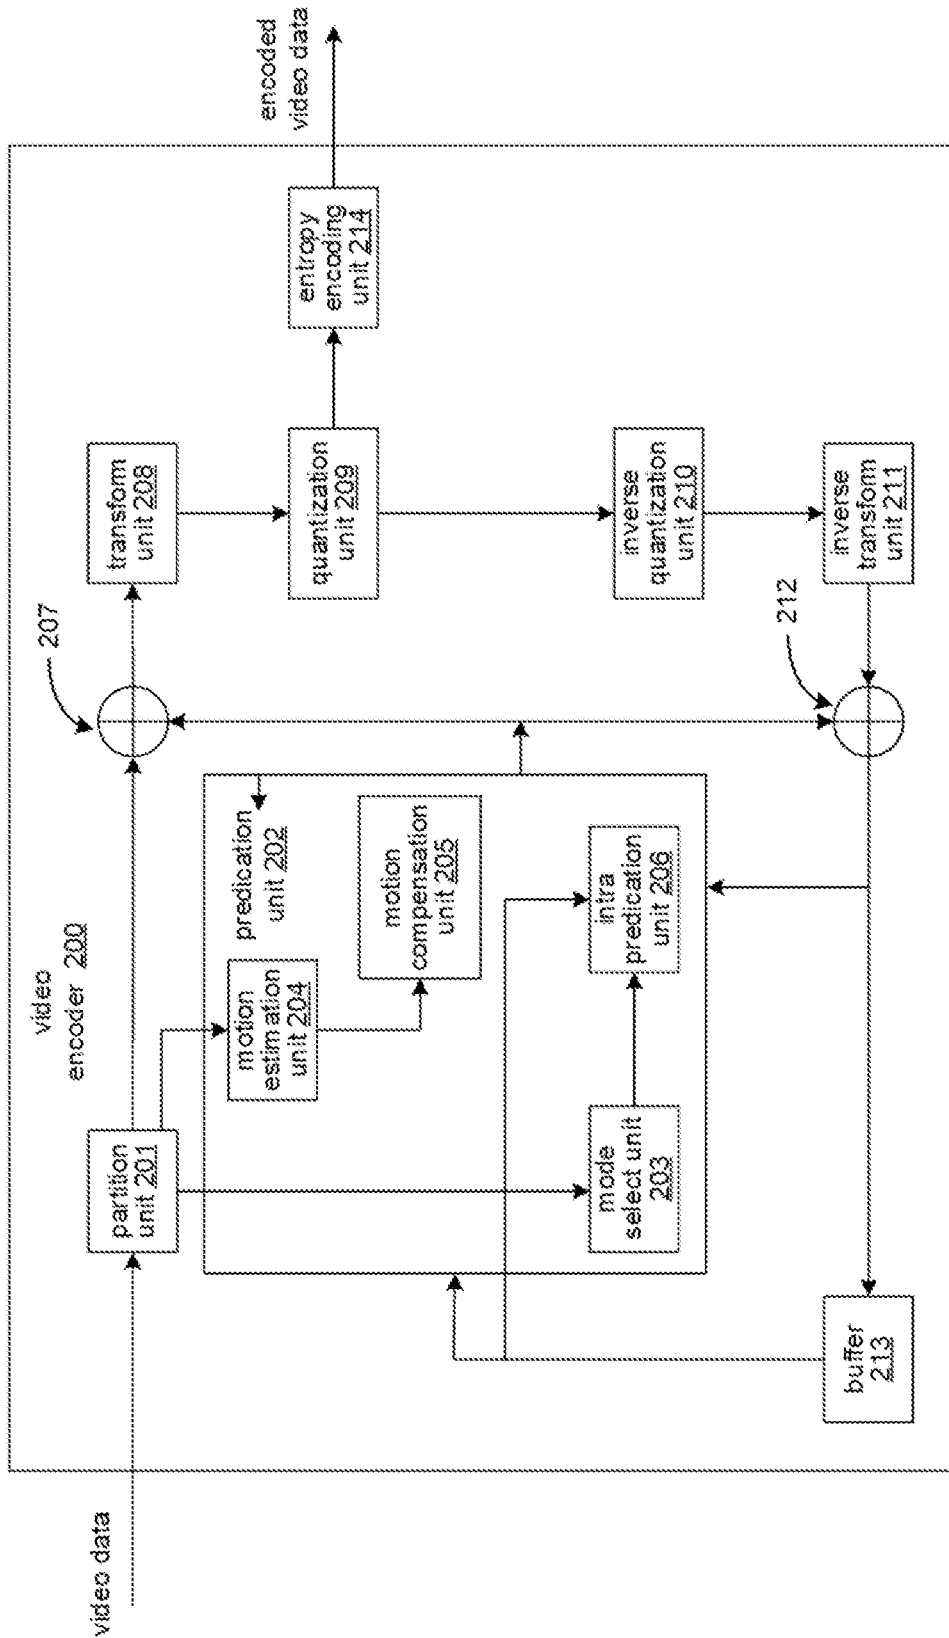 video data
video
encoder 200
partition
unit 201
207
transform
unit 208
encoded
video data
motion
estimation
unit 204
predication
unit 202
motion
compensation
unit 205
quantization
unit 209
entropy
encoding
unit 214
mode
select unit
203
intra
predication
unit 206
inverse
quantization
unit 210
212
buffer
213
inverse
transform
unit 211